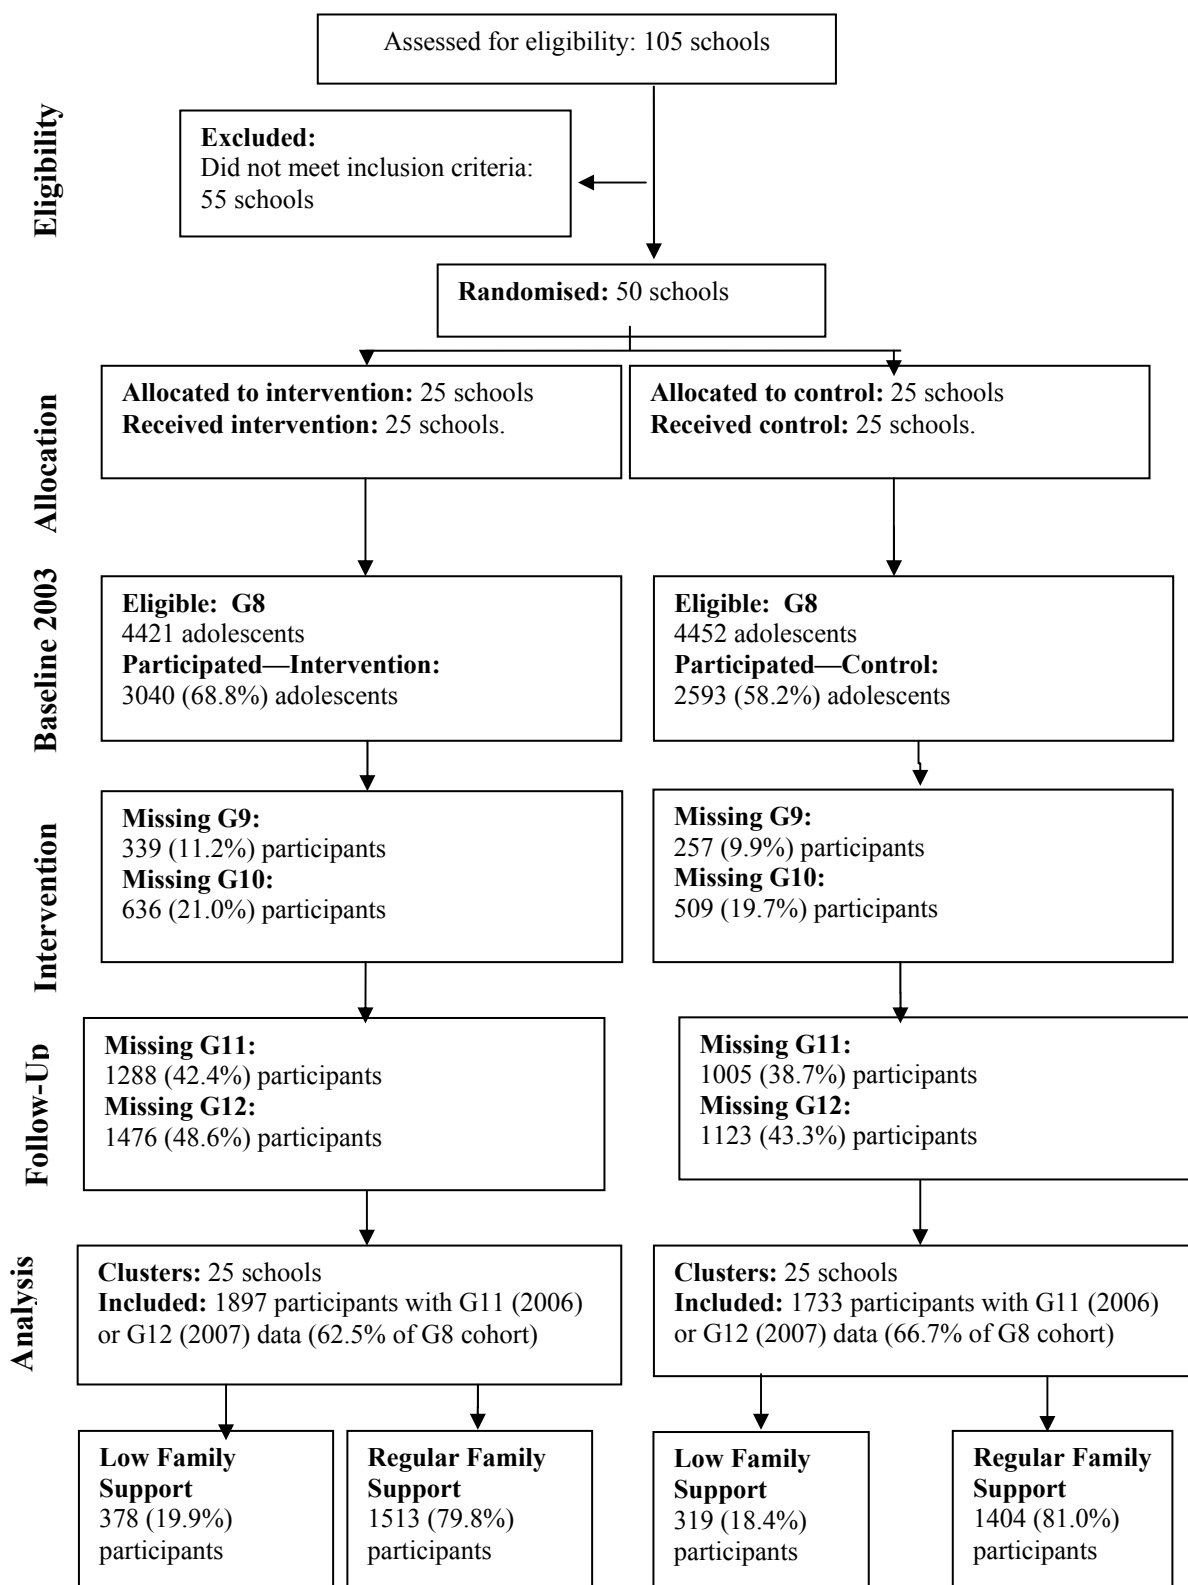 Assessed for eligibility: 105 schools
Eligibility
Excluded:
Did not meet inclusion criteria:
55 schools
Randomised: 50 schools
Allocation
Allocated to intervention: 25 schools
Received intervention: 25 schools.
Allocated to control: 25 schools
Received control: 25 schools.
Baseline 2003
Eligible: G8
4421 adolescents
Participated—Intervention:
3040 (68.8%) adolescents
Eligible: G8
4452 adolescents
Participated—Control:
2593 (58.2%) adolescents
Intervention
Missing G9:
339 (11.2%) participants
Missing G10:
636 (21.0%) participants
Missing G9:
257 (9.9%) participants
Missing G10:
509 (19.7%) participants
Follow-Up
Missing G11:
1288 (42.4%) participants
Missing G12:
1476 (48.6%) participants
Missing G11:
1005 (38.7%) participants
Missing G12:
1123 (43.3%) participants
Analysis
Clusters: 25 schools
Included: 1897 participants with G11 (2006)
or G12 (2007) data (62.5% of G8 cohort)
Clusters: 25 schools
Included: 1733 participants with G11 (2006)
or G12 (2007) data (66.7% of G8 cohort)
Low Family
Support
378 (19.9%)
participants
Regular Family
Support
1513 (79.8%)
participants
Low Family
Support
319 (18.4%)
participants
Regular Family
Support
1404 (81.0%)
participants